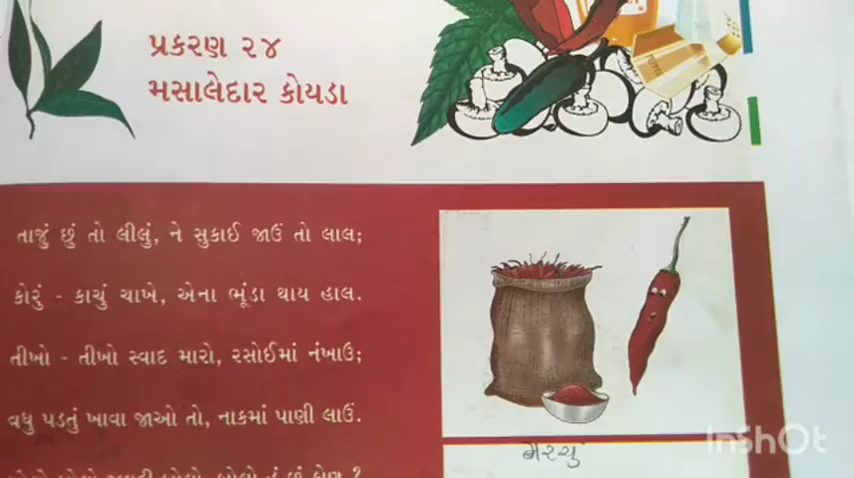 પ્રકરણ ૨૪
મસાલેદાર કોયડા
તાજું છું તો લીલું, ને સુકાઈ જાઉં તો લાલ;
કોરું - કાચું ચાખે, એના ભૂંડા થાય હાલ.
તીખો - તીખો સ્વાદ મારો, રસોઈમાં નંખાઉં;
વધુ પડતું ખાવા જાઓ તો, નાકમાં પાણી લાઉં.
મરચુ
InShOt